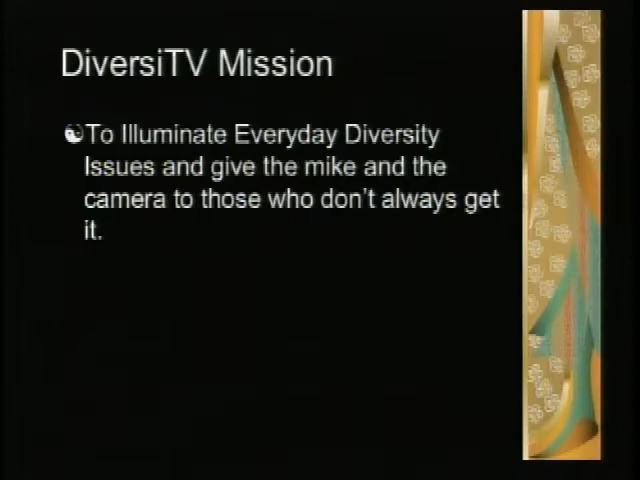 DiversiTV Mission
☯To Illuminate Everyday Diversity
Issues and give the mike and the
camera to those who don't always get
it.